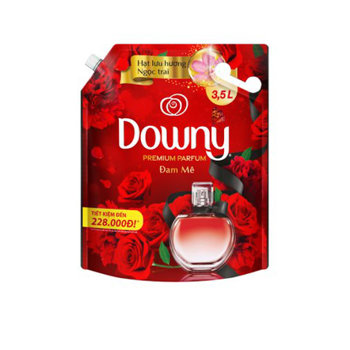 Hạt lưu hương
Ngọc trai
3,5L
Downy
PREMIUM PARFUM
Đam Mê
TIẾT KIỆM ĐẾN
228.000Đ!*